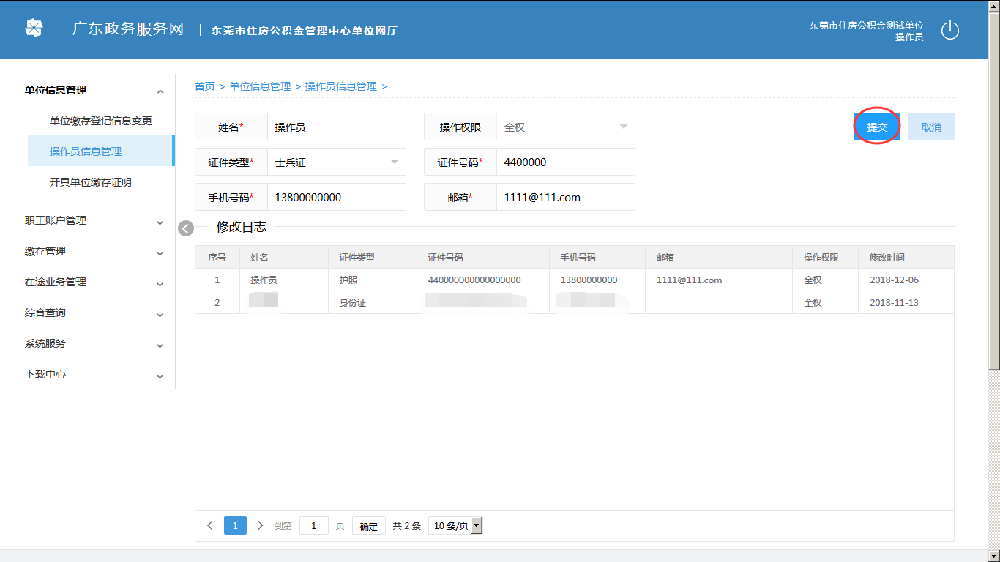 广东政务服务网 东莞市住房公积金管理中心单位网厅
东莞市住房公积金测试单位
操作员
单位信息管理
单位缴存登记信息变更
操作员信息管理
开具单位缴存证明
职工账户管理
缴存管理
在途业务管理
综合查询
系统服务
下载中心
首页 > 单位信息管理 > 操作员信息管理 >
姓名* 操作员 操作权限 全权 提交 取消
证件类型* 士兵证 证件号码* 4400000
手机号码* 13800000000 邮箱* 1111@111.com
修改日志
序号 姓名 证件类型 证件号码 手机号码 邮箱 操作权限 修改时间
1 操作员 护照 440000000000000000 13800000000 1111@111.com 全权 2018-12-06
2 身份证 全权 2018-11-13
1 到第 1 页 确定 共 2 条 10 条/页